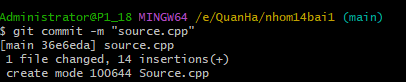 Administrator@P1_18 MINGW64 /e/QuanHa/nhom14bai1 (main)
$ git commit -m "source.cpp"
[main 36e6eda] source.cpp
 1 file changed, 14 insertions(+)
 create mode 100644 Source.cpp